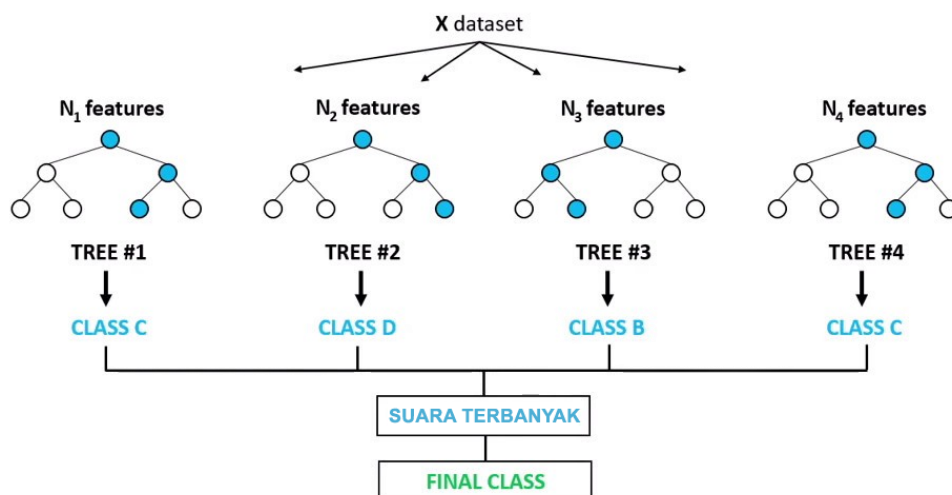 X dataset
N₁ features
N₂ features
N₃ features
N₄ features
TREE #1
TREE #2
TREE #3
TREE #4
CLASS C
CLASS D
CLASS B
CLASS C
SUARA TERBANYAK
FINAL CLASS